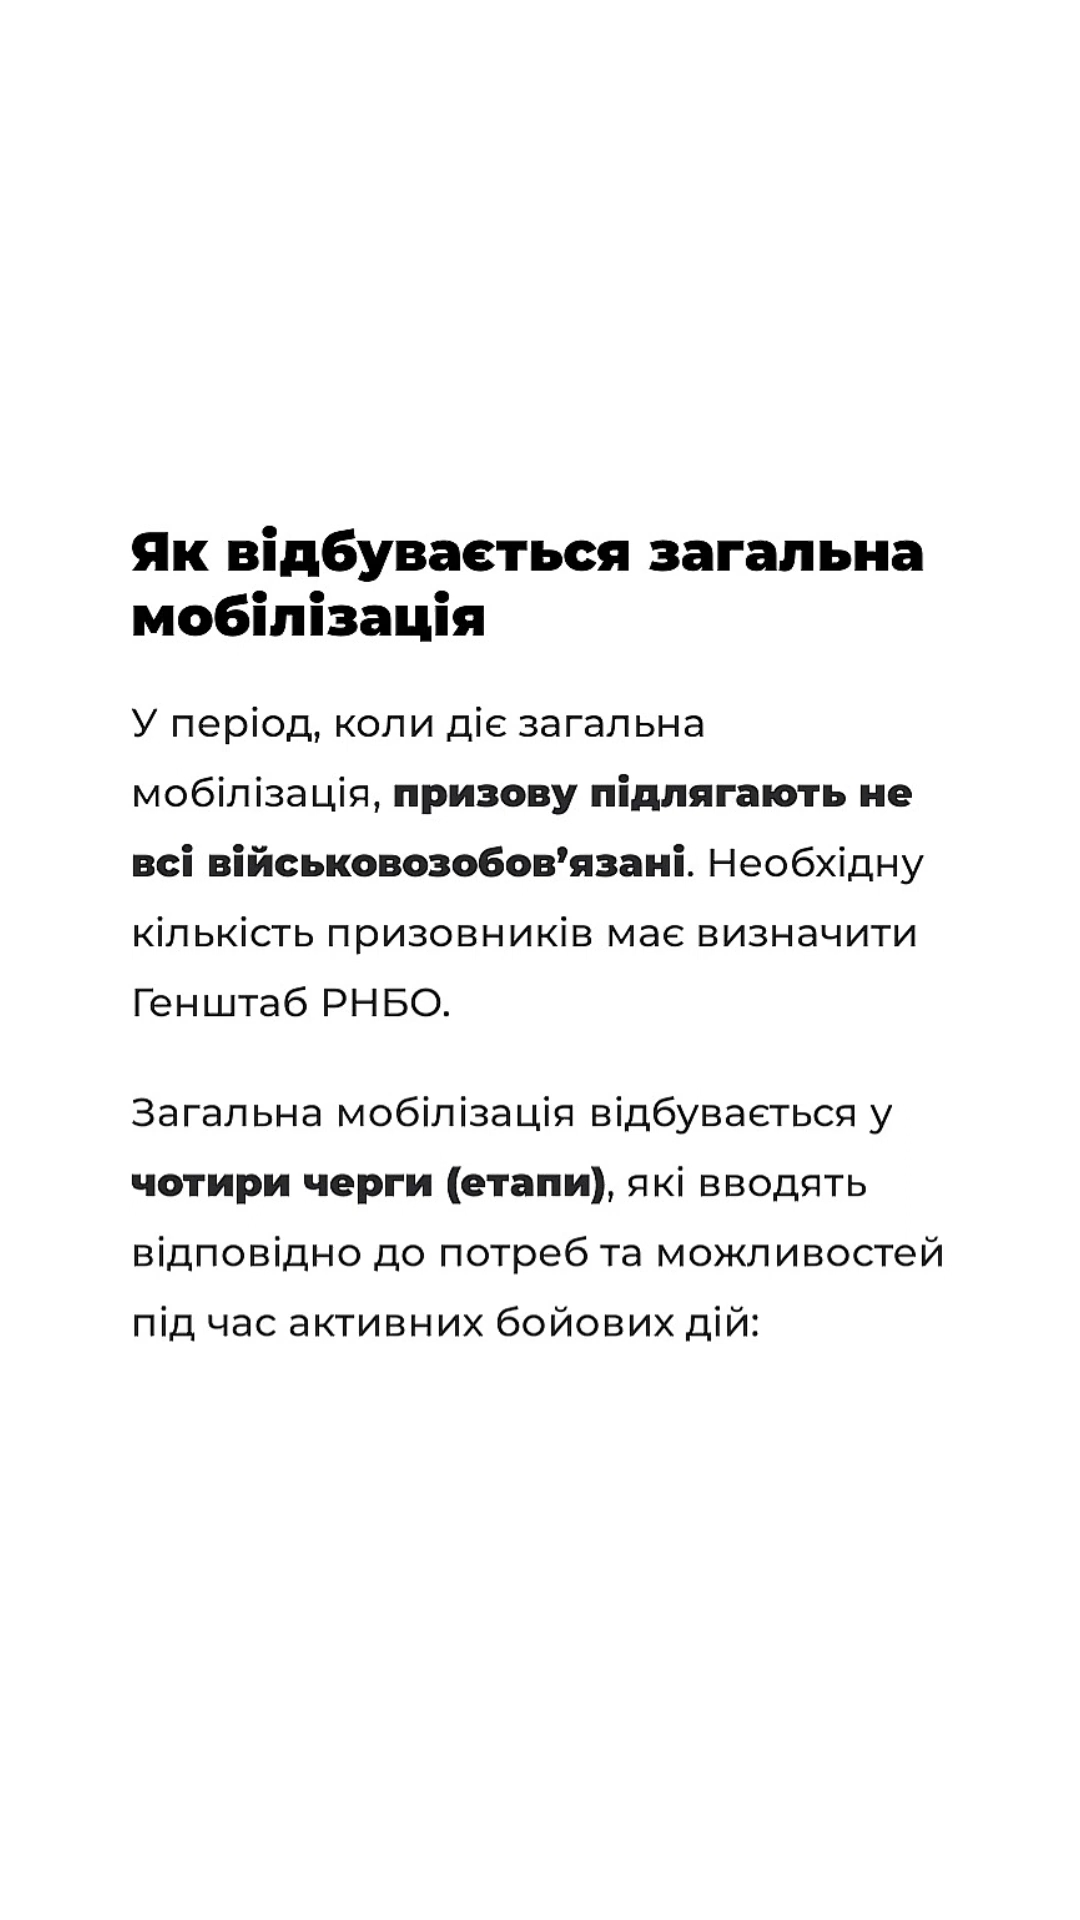 Як відбувається загальна
мобілізація
У період, коли діє загальна
мобілізація, призову підлягають не
всі військовозобов’язані. Необхідну
кількість призовників має визначити
Генштаб РНБО.
Загальна мобілізація відбувається у
чотири черги (етапи), які вводять
відповідно до потреб та можливостей
під час активних бойових дій: